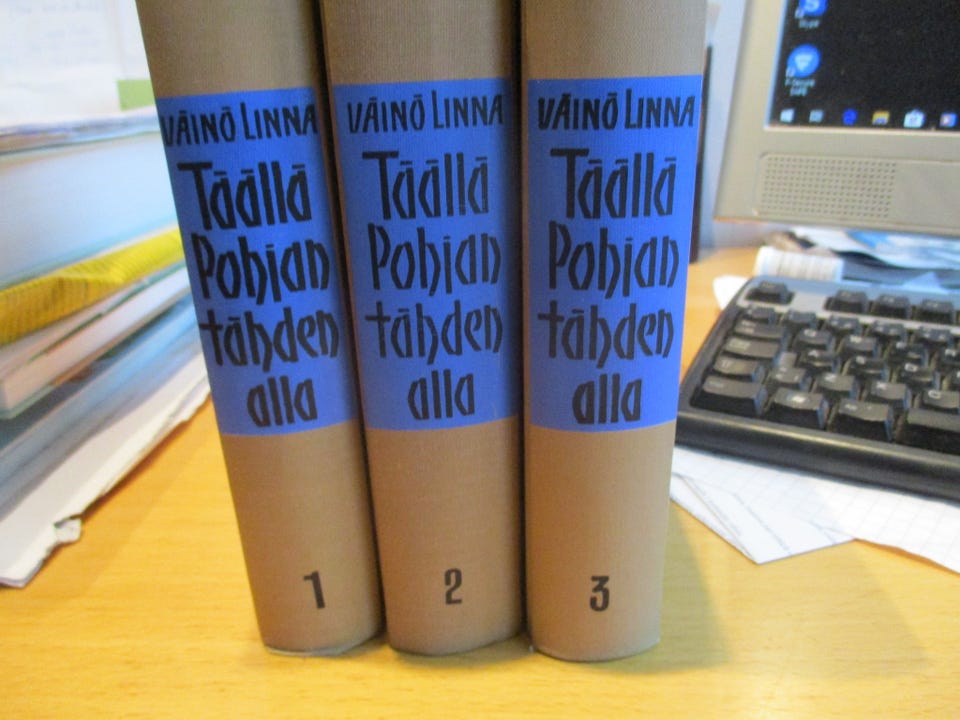 VÄINÖ LINNA
Täällä
Pohjan
tähden
alla
1
VÄINÖ LINNA
Täällä
Pohjan
tähden
alla
2
VÄINÖ LINNA
Täällä
Pohjan
tähden
alla
3
Skype